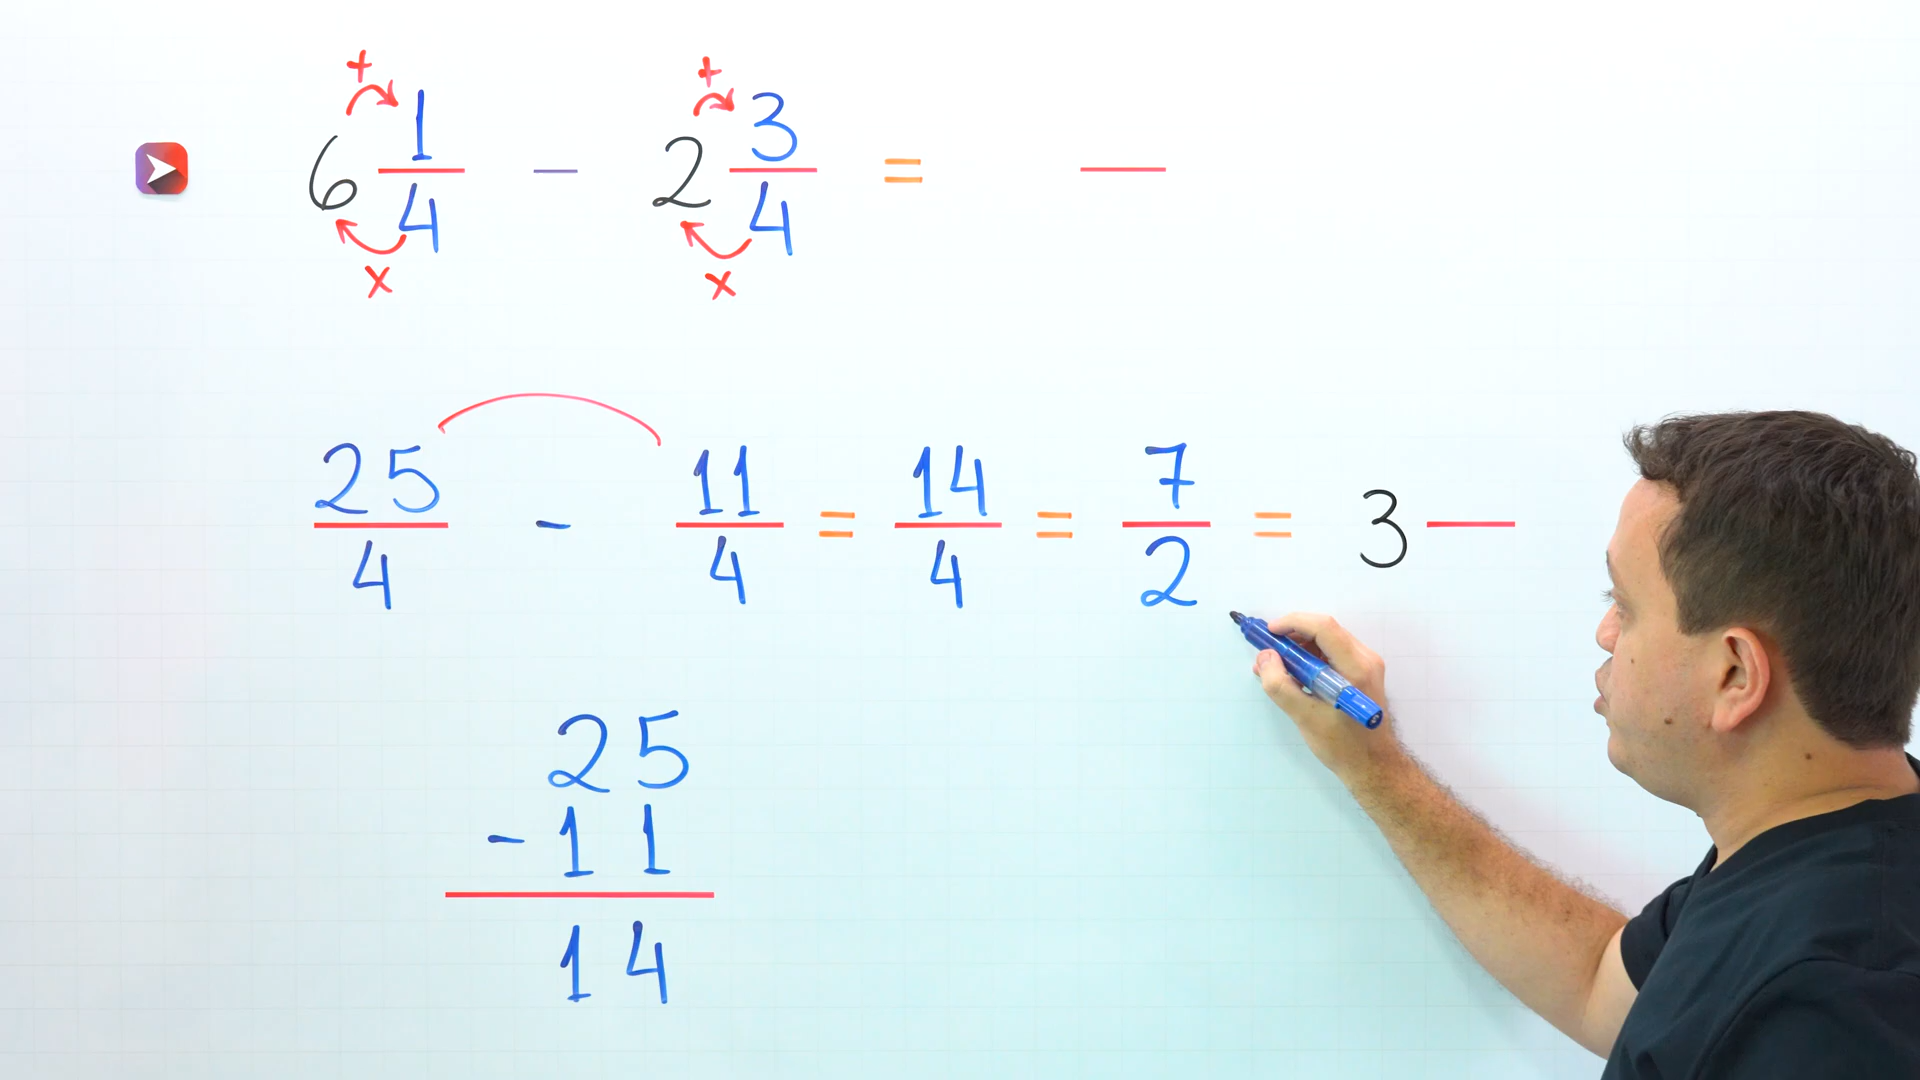 6 1/4 - 2 3/4 =
+ +
x x
25/4 - 11/4 = 14/4 = 7/2 = 3
25
- 11
14